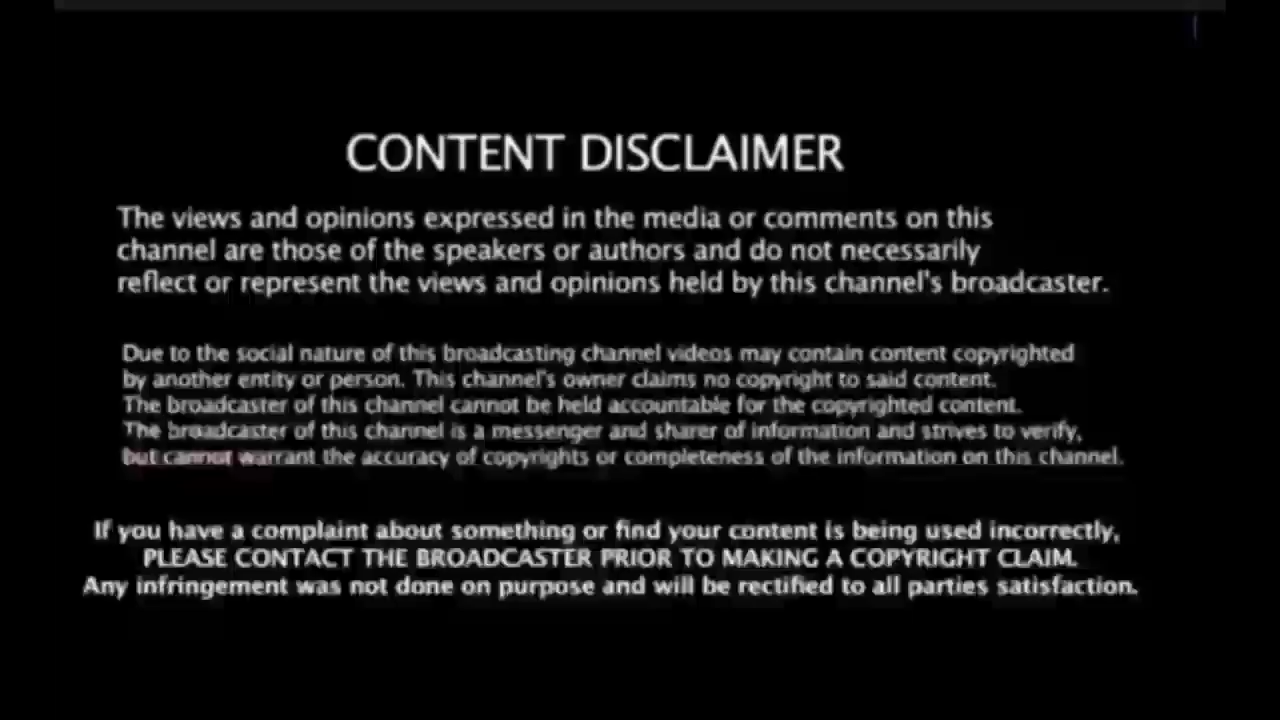 CONTENT DISCLAIMER
The views and opinions expressed in the media or comments on this
channel are those of the speakers or authors and do not necessarily
reflect or represent the views and opinions held by this channel's broadcaster.
Due to the social nature of this broadcasting channel videos may contain content copyrighted
by another entity or person. This channel's owner claims no copyright to said content.
The broadcaster of this channel cannot be held accountable for the copyrighted content.
The broadcaster of this channel is a messenger and sharer of information and strives to verify,
but cannot warrant the accuracy of copyrights or completeness of the information on this channel.
If you have a complaint about something or find your content is being used incorrectly,
PLEASE CONTACT THE BROADCASTER PRIOR TO MAKING A COPYRIGHT CLAIM.
Any infringement was not done on purpose and will be rectified to all parties satisfaction.